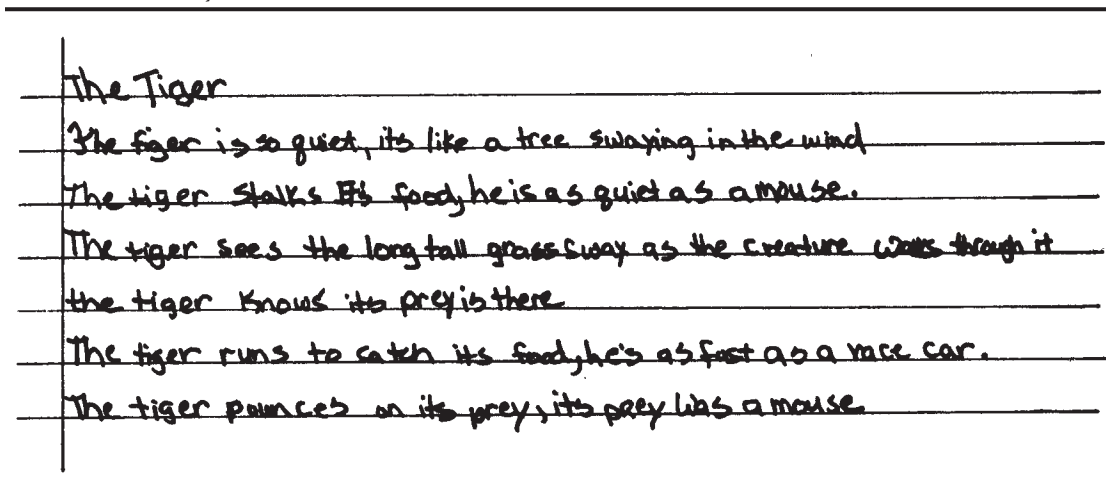 The Tiger
The tiger is so quiet, its like a tree swaying in the wind
The tiger stalks its food, he is as quiet as a mouse.
The tiger sees the long tall grass sway as the creature walks through it
the tiger knows its prey is there
The tiger runs to catch its food, he's as fast as a race car.
The tiger pounces on its prey, its prey was a mouse